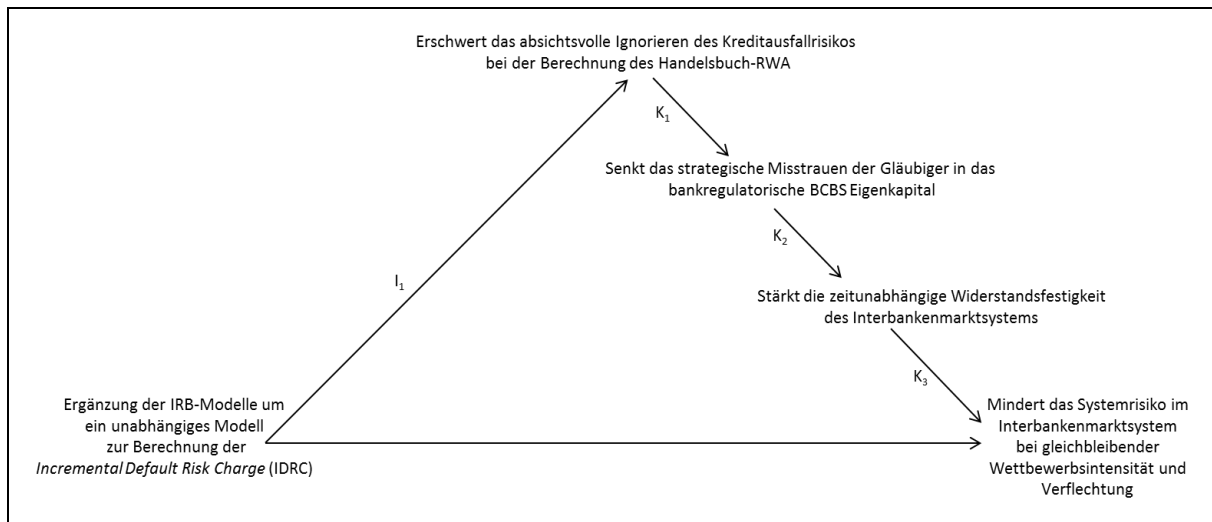 Erschwert das absichtsvolle Ignorieren des Kreditausfallrisikos
bei der Berechnung des Handelsbuch-RWA
K₁
Senkt das strategische Misstrauen der Gläubiger in das
bankregulatorische BCBS Eigenkapital
K₂
I₁
Stärkt die zeitunabhängige Widerstandsfestigkeit
des Interbankenmarktsystems
K₃
Ergänzung der IRB-Modelle um
ein unabhängiges Modell
zur Berechnung der
Incremental Default Risk Charge (IDRC)
Mindert das Systemrisiko im
Interbankenmarktsystem
bei gleichbleibender
Wettbewerbsintensität und
Verflechtung